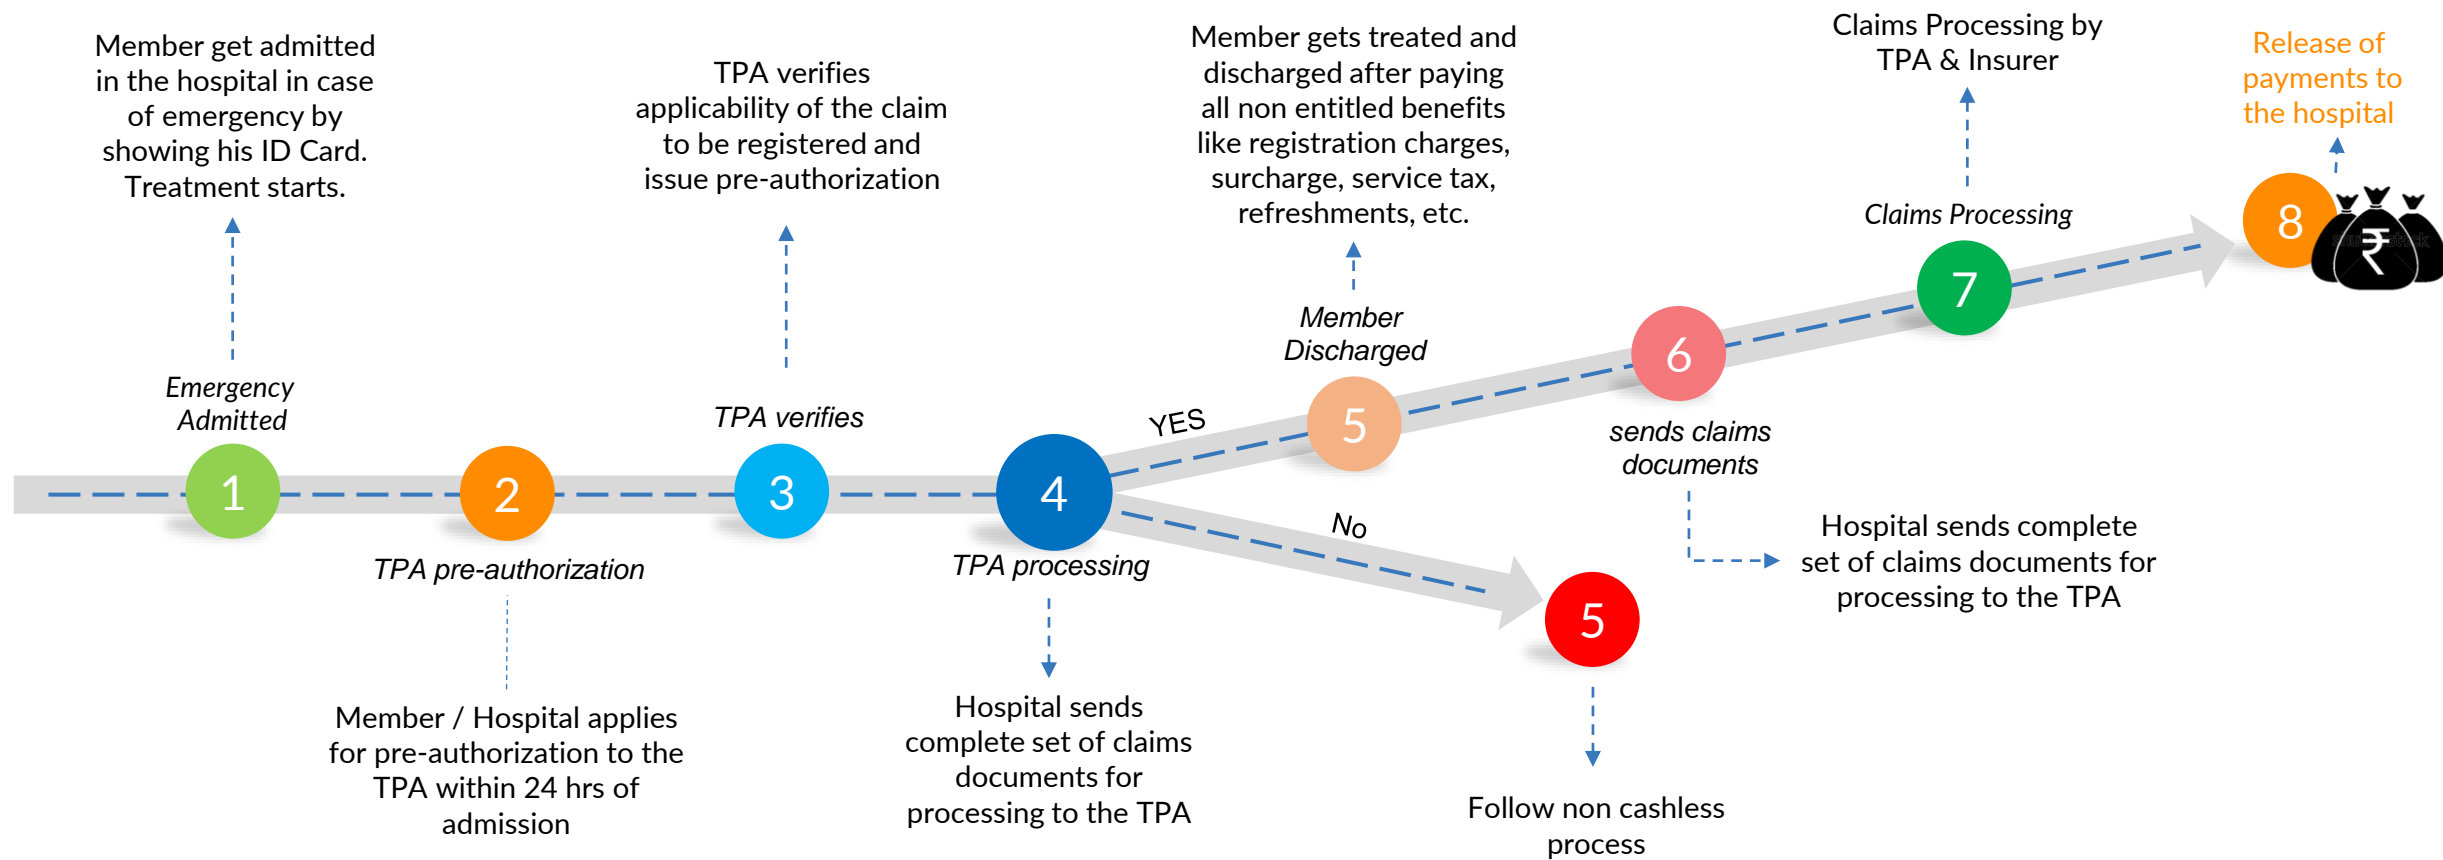 Member get admitted
in the hospital in case
of emergency by
showing his ID Card.
Treatment starts.
Emergency
Admitted
1
2
TPA pre-authorization
Member / Hospital applies
for pre-authorization to the
TPA within 24 hrs of
admission
TPA verifies
applicability of the claim
to be registered and
issue pre-authorization
TPA verifies
3
4
TPA processing
Hospital sends
complete set of claims
documents for
processing to the TPA
YES
Member gets treated and
discharged after paying
all non entitled benefits
like registration charges,
surcharge, service tax,
refreshments, etc.
Member
Discharged
5
No
5
Follow non cashless
process
6
sends claims
documents
Hospital sends complete
set of claims documents for
processing to the TPA
Claims Processing by
TPA & Insurer
Claims Processing
7
Release of
payments to
the hospital
8
₹